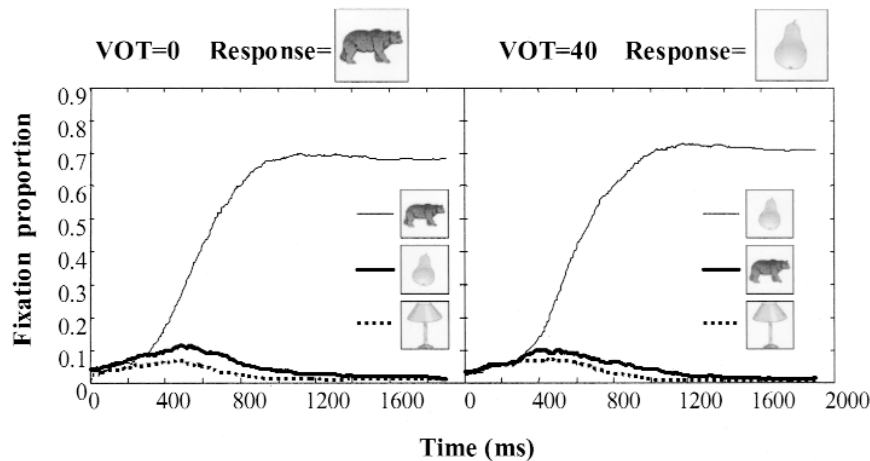 VOT=0 Response=
VOT=40 Response=
Fixation proportion
0.9
0.8
0.7
0.6
0.5
0.4
0.3
0.2
0.1
0
0 400 800 1200 1600
0 400 800 1200 1600 2000
Time (ms)